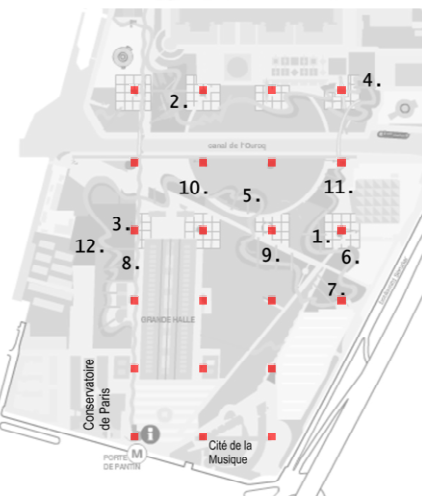 4.
2.
canal de l'Ourcq
10.
5.
11.
3.
1.
12.
8.
9.
6.
7.
GRANDE HALLE
Conservatoire
de Paris
i
M
PORTE
DE PANTIN
Cité de la
Musique